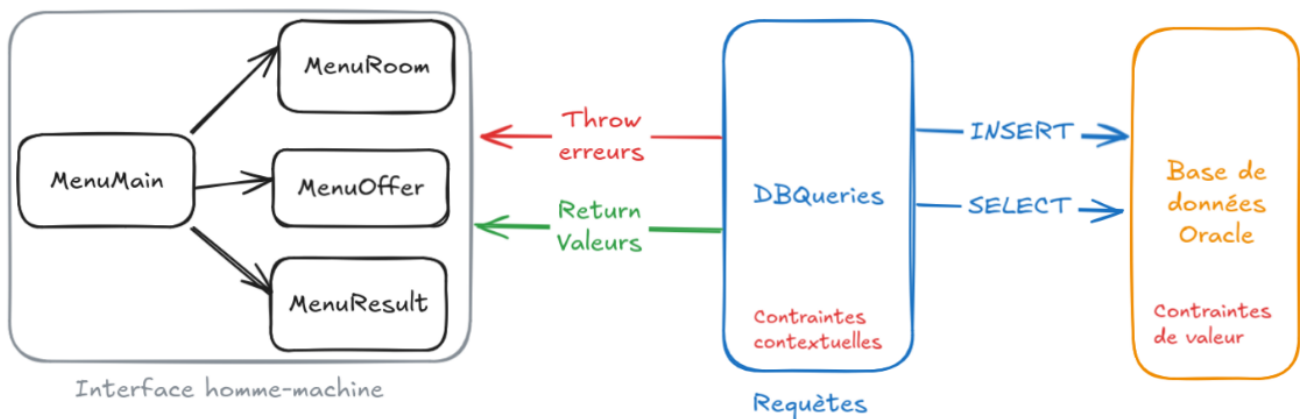 MenuRoom
MenuMain
MenuOffer
MenuResult
Interface homme-machine
Throw
erreurs
Return
Valeurs
DBQueries
Contraintes
contextuelles
Requètes
INSERT
SELECT
Base de
données
Oracle
Contraintes
de valeur